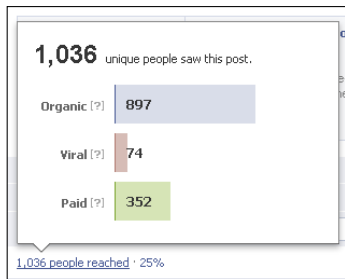 1,036 unique people saw this post.
Organic [?] 897
Viral [?] 74
Paid [?] 352
1,036 people reached · 25%